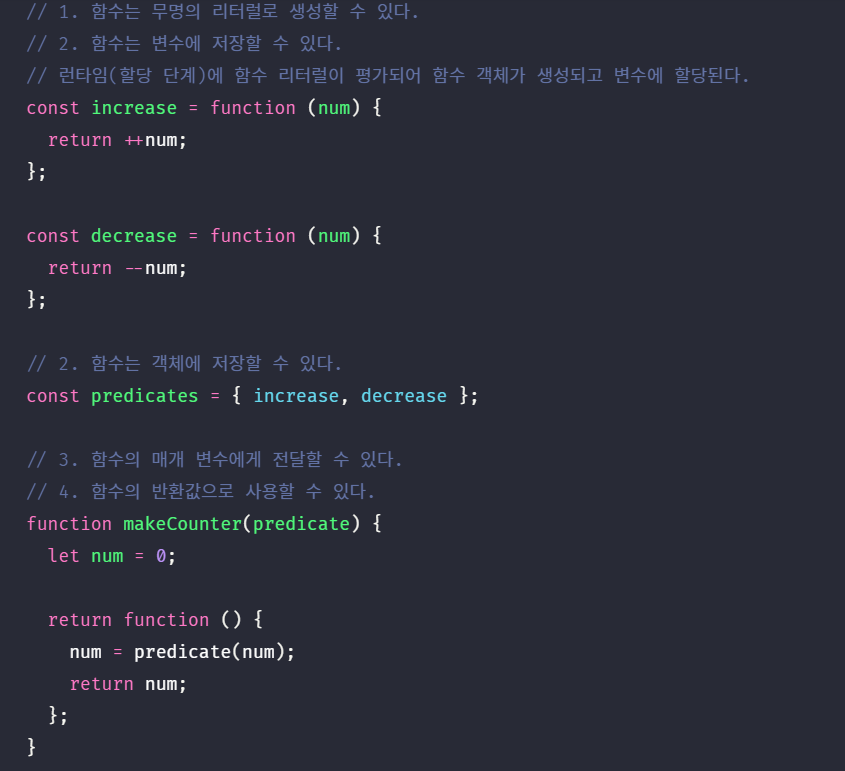 // 1. 함수는 무명의 리터럴로 생성할 수 있다.
// 2. 함수는 변수에 저장할 수 있다.
// 런타임(할당 단계)에 함수 리터럴이 평가되어 함수 객체가 생성되고 변수에 할당된다.
const increase = function (num) {
  return ++num;
};

const decrease = function (num) {
  return --num;
};

// 2. 함수는 객체에 저장할 수 있다.
const predicates = { increase, decrease };

// 3. 함수의 매개 변수에게 전달할 수 있다.
// 4. 함수의 반환값으로 사용할 수 있다.
function makeCounter(predicate) {
  let num = 0;

  return function () {
    num = predicate(num);
    return num;
  };
}